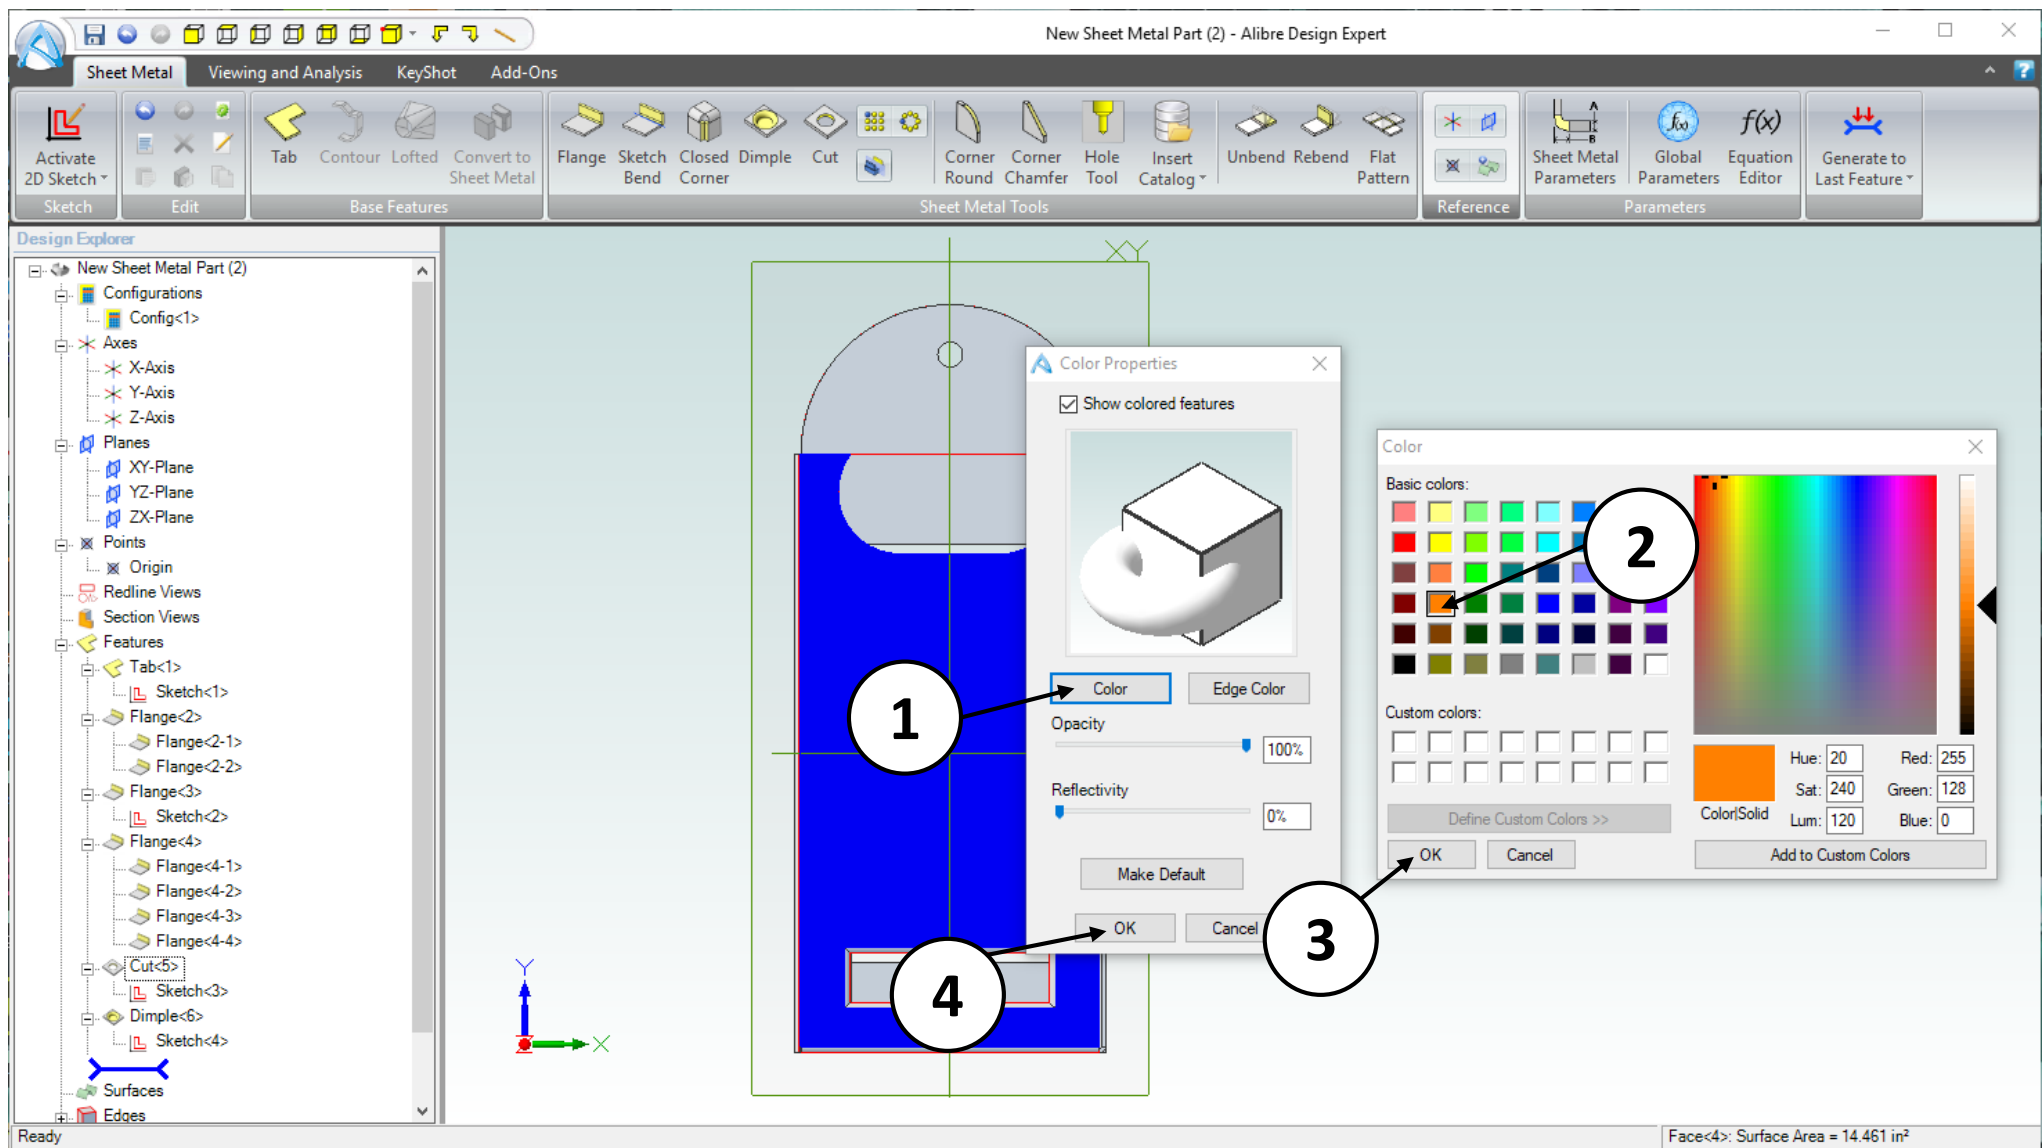 New Sheet Metal Part (2) - Alibre Design Expert
Sheet Metal Viewing and Analysis KeyShot Add-Ons
Activate
2D Sketch
Sketch
Edit
Tab
Contour
Lofted
Convert to
Sheet Metal
Base Features
Flange
Sketch
Bend
Closed
Corner
Dimple
Cut
Corner
Round
Corner
Chamfer
Hole
Tool
Insert
Catalog
Unbend
Rebend
Flat
Pattern
Sheet Metal Tools
Reference
A
B
Sheet Metal
Parameters
f(x)
Global
Parameters
f(x)
Equation
Editor
Parameters
Generate to
Last Feature
Design Explorer
New Sheet Metal Part (2)
Configurations
Config<1>
Axes
X-Axis
Y-Axis
Z-Axis
Planes
XY-Plane
YZ-Plane
ZX-Plane
Points
Origin
Redline Views
Section Views
Features
Tab<1>
Sketch<1>
Flange<2>
Flange<2-1>
Flange<2-2>
Flange<3>
Sketch<2>
Flange<4>
Flange<4-1>
Flange<4-2>
Flange<4-3>
Flange<4-4>
Cut<5>
Sketch<3>
Dimple<6>
Sketch<4>
Surfaces
Edges
XY
Y
X
Z
1
4
Color Properties
Show colored features
Color Edge Color
Opacity
100%
Reflectivity
0%
Make Default
OK Cancel
3
Color
Basic colors:
2
Custom colors:
Define Custom Colors >>
OK Cancel
Color|Solid
Hue: 20 Red: 255
Sat: 240 Green: 128
Lum: 120 Blue: 0
Add to Custom Colors
Ready
Face<4>: Surface Area = 14.461 in²